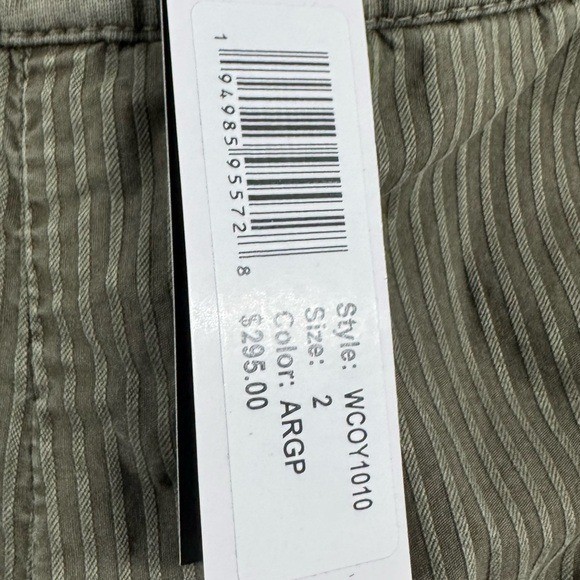 1 94985 95572 8
Style: WCOY1010
Size: 2
Color: ARGP
$295.00